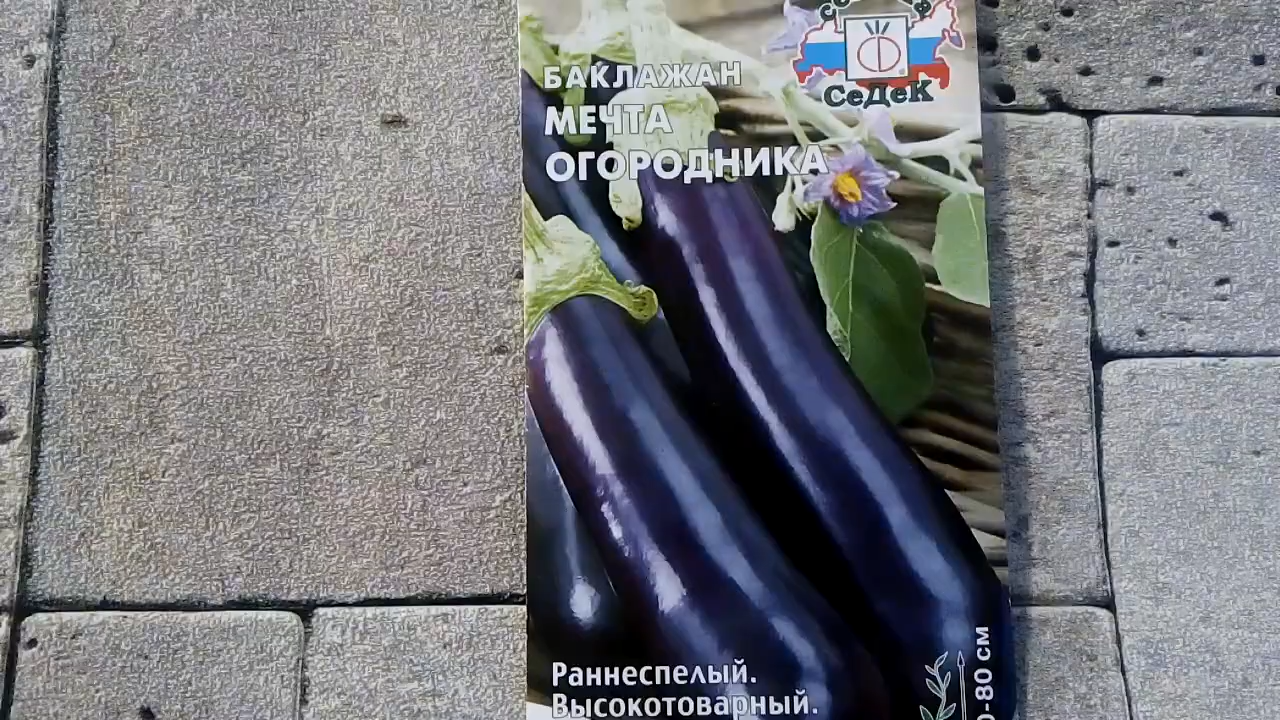 СеДеК
БАКЛАЖАН
МЕЧТА
ОГОРОДНИКА
Раннеспелый.
Высокотоварный.